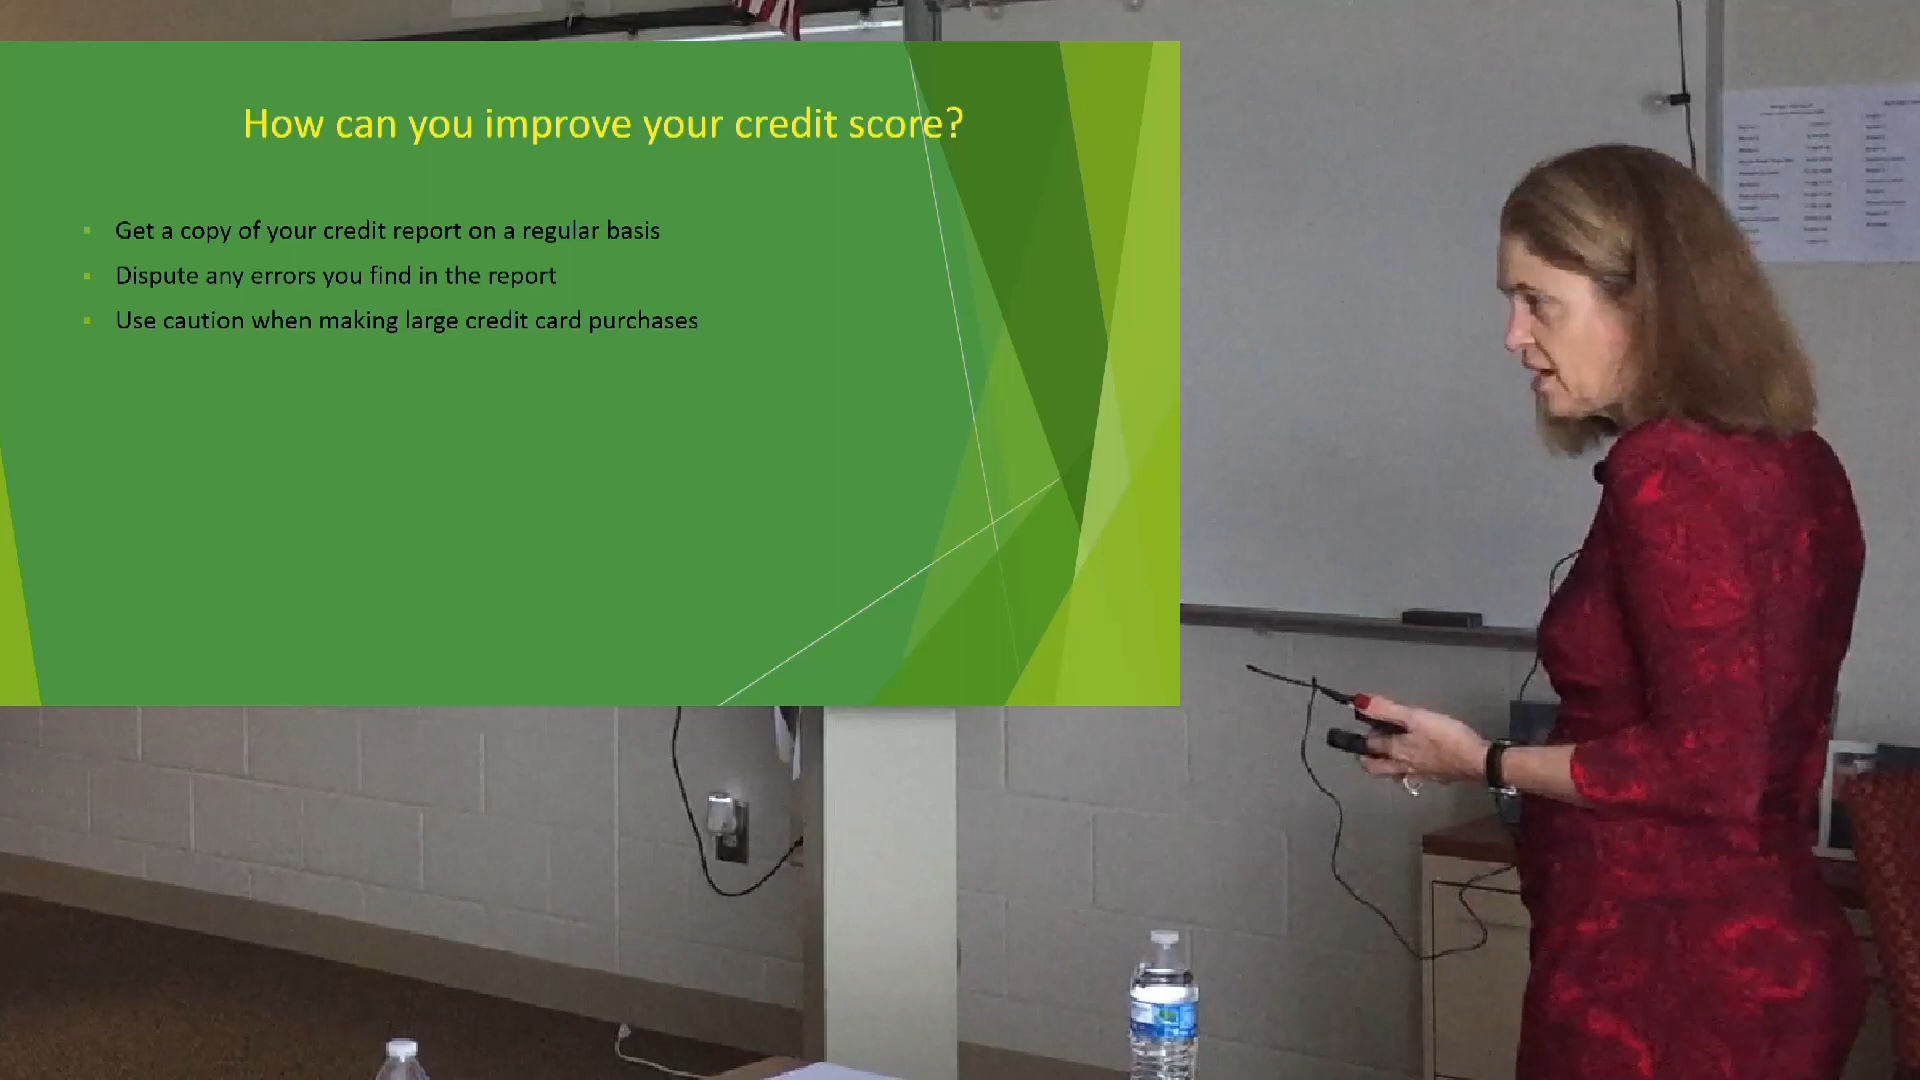 How can you improve your credit score?
Get a copy of your credit report on a regular basis
Dispute any errors you find in the report
Use caution when making large credit card purchases